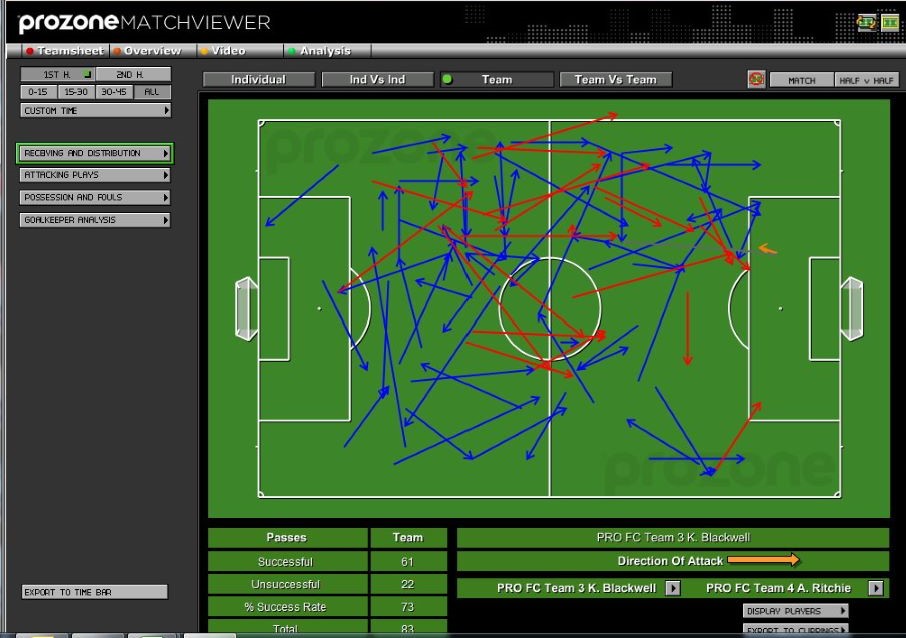 prozone MATCHVIEWER
Teamsheet Overview Video Analysis
1ST H. 2ND H.
0-15 15-30 30-45 ALL
CUSTOM TIME
Individual Ind Vs Ind Team Team Vs Team MATCH HALF v HALF
RECEIVING AND DISTRIBUTION
ATTACKING PLAYS
POSSESSION AND FOULS
GOALKEEPER ANALYSIS
prozone
prozone
Passes Team
Successful 61
Unsuccessful 22
% Success Rate 73
Total 83
PRO FC Team 3 K. Blackwell
Direction Of Attack
PRO FC Team 3 K. Blackwell PRO FC Team 4 A. Ritchie
DISPLAY PLAYERS
EXPORT TO CLIPPINGS
EXPORT TO TIME BAR